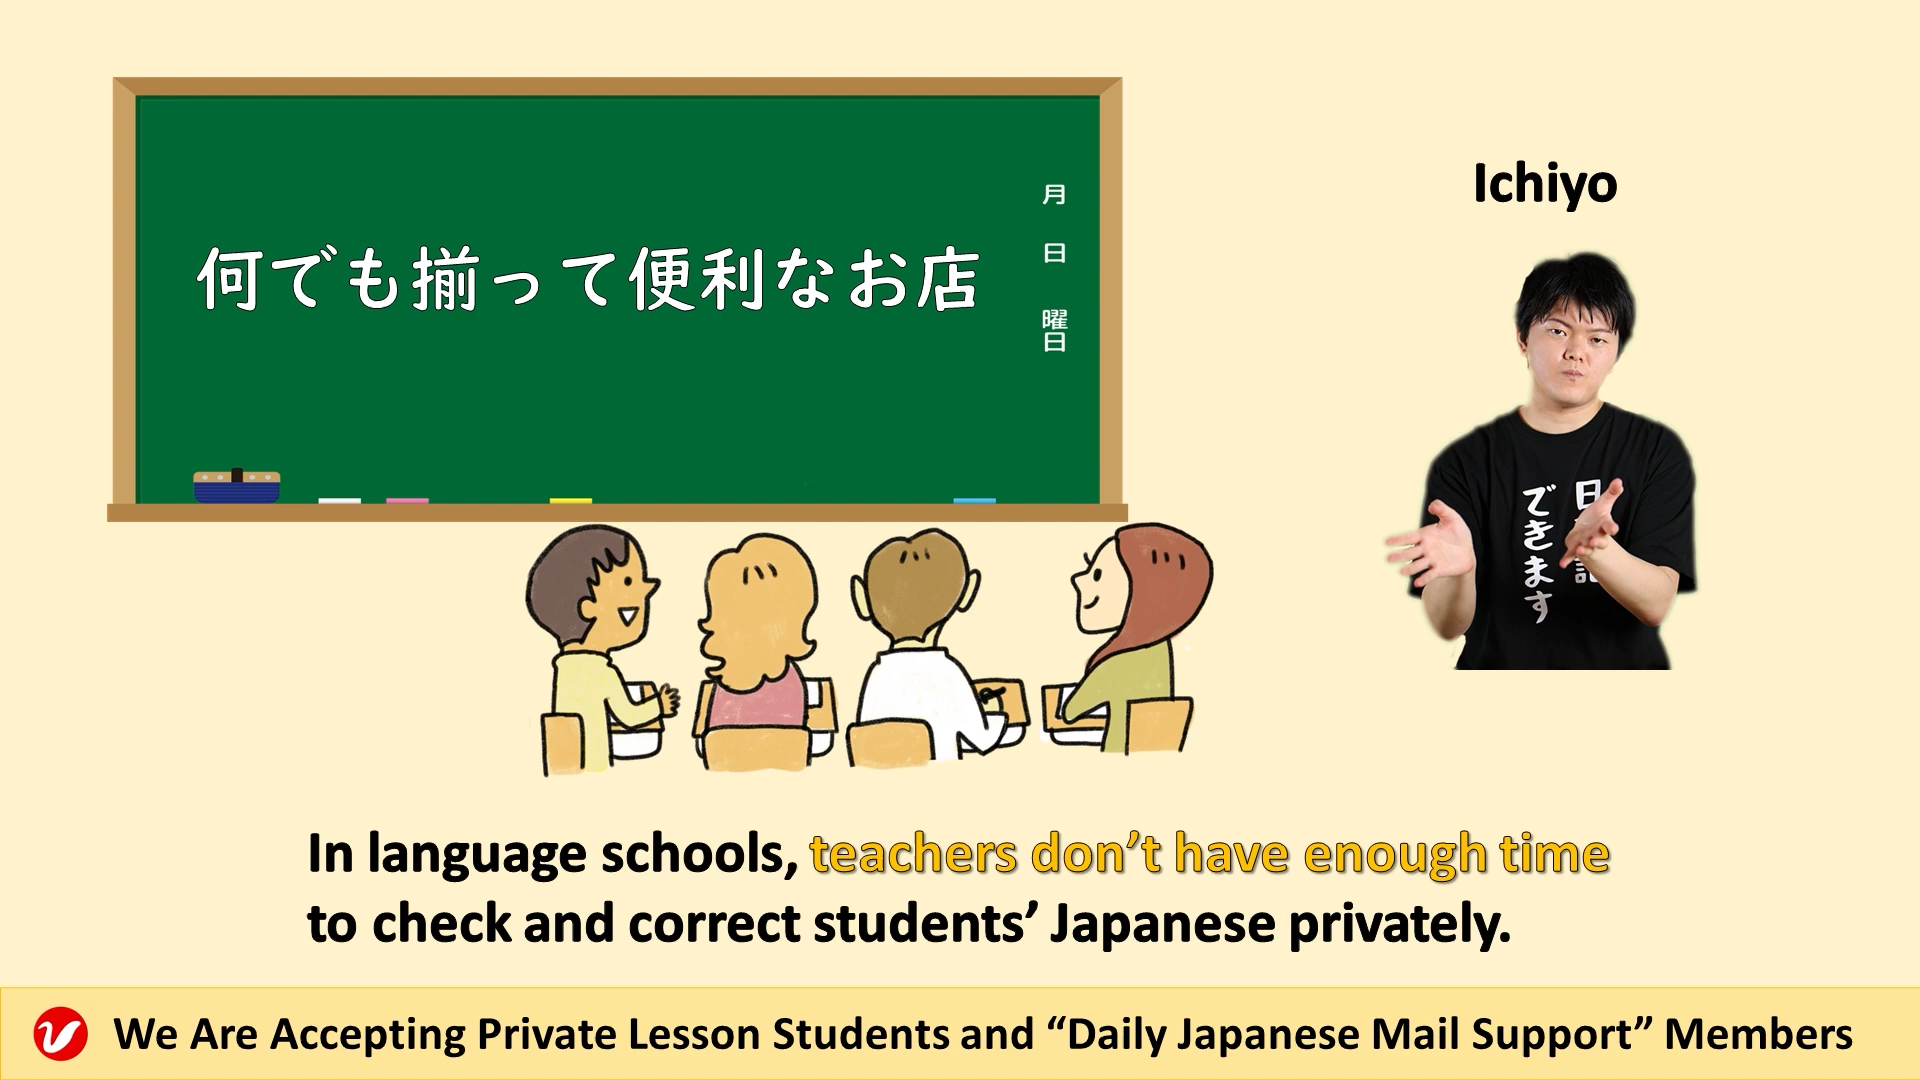 何でも揃って便利なお店
月
日
曜日
Ichiyo
できます
In language schools, teachers don’t have enough time
to check and correct students’ Japanese privately.
We Are Accepting Private Lesson Students and “Daily Japanese Mail Support” Members